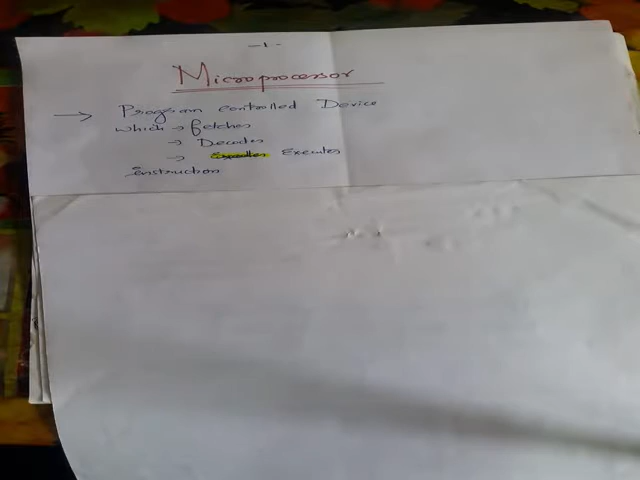 -1-
Microprocessor
→ Program controlled Device
which → fetches
→ Decodes
→ Executes
instruction